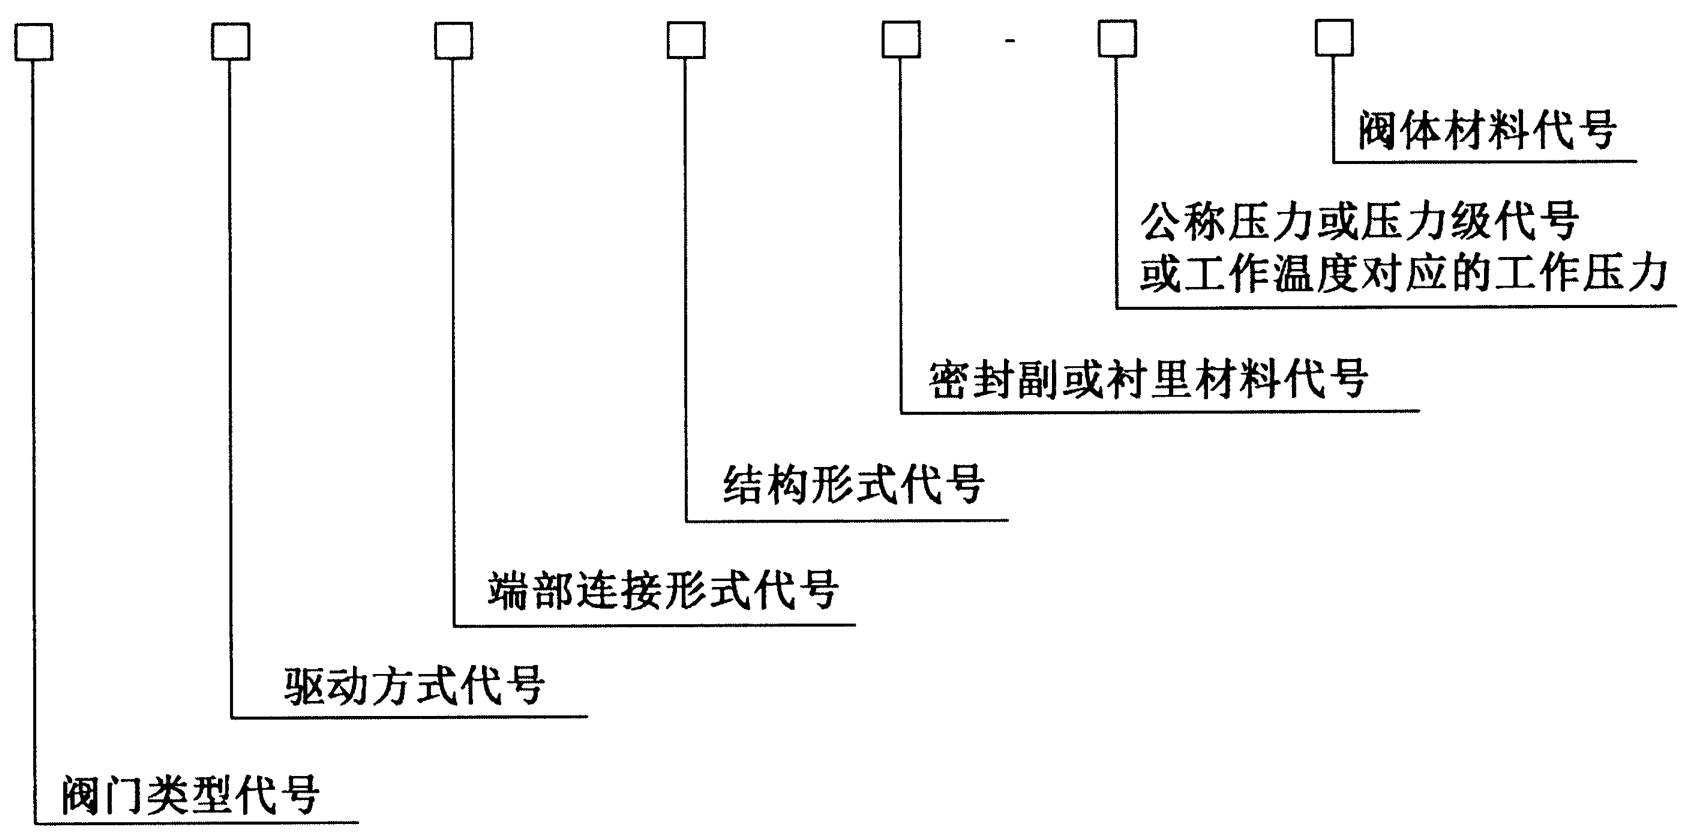 -
阀体材料代号
公称压力或压力级代号
或工作温度对应的工作压力
密封副或衬里材料代号
结构形式代号
端部连接形式代号
驱动方式代号
阀门类型代号